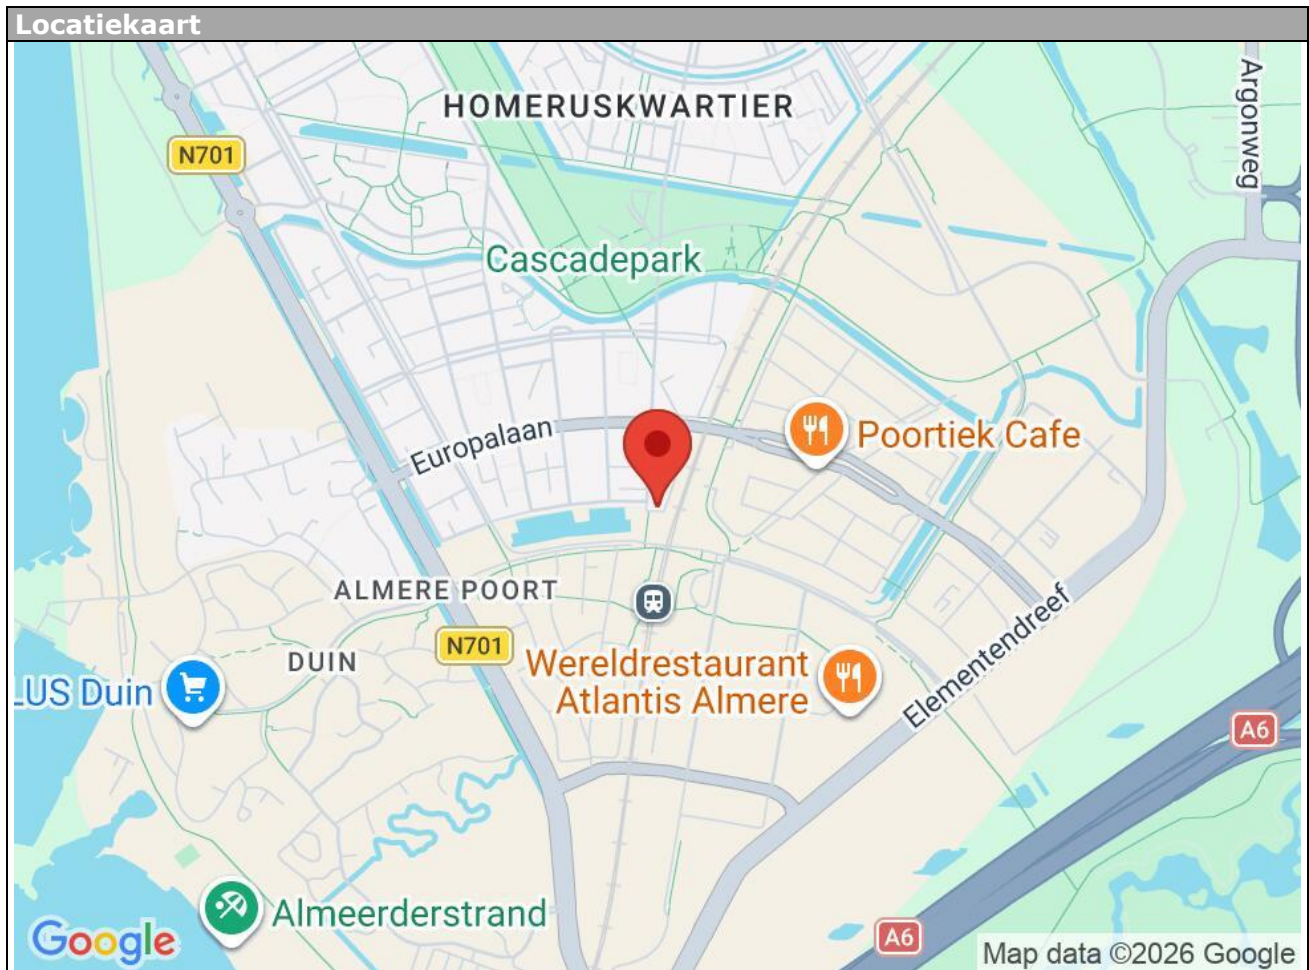 Locatiekaart
HOMERUSKWARTIER
Argonweg
N701
Cascadepark
Europalaan
Poortiek Cafe
ALMERE POORT
Elementendreef
N701
DUIN
Wereldrestaurant
Atlantis Almere
LUS Duin
A6
Almeerderstrand
Google
A6
Map data ©2026 Google